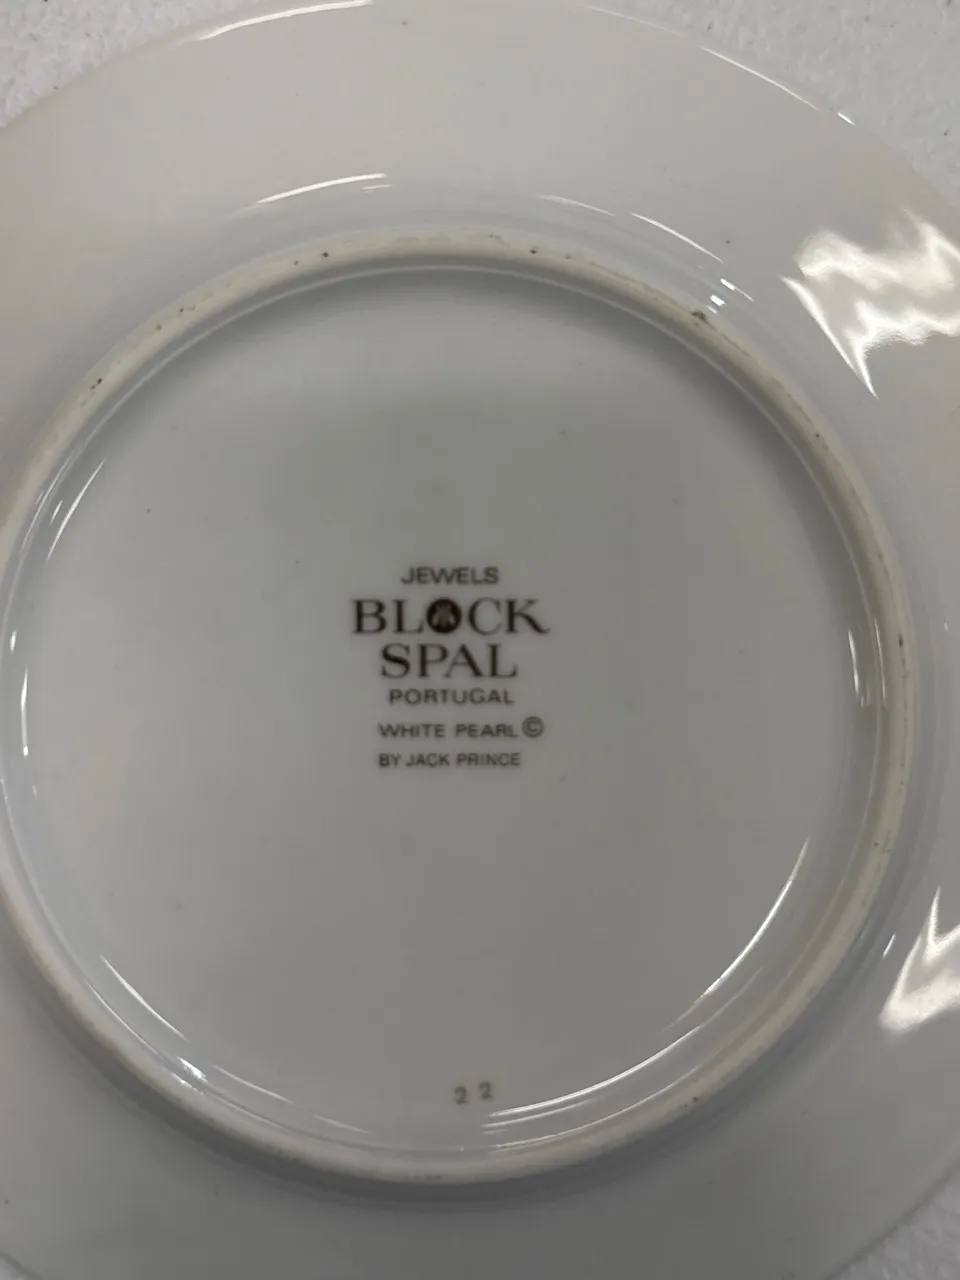 JEWELS
BLOCK
SPAL
PORTUGAL
WHITE PEARL©
BY JACK PRINCE
22